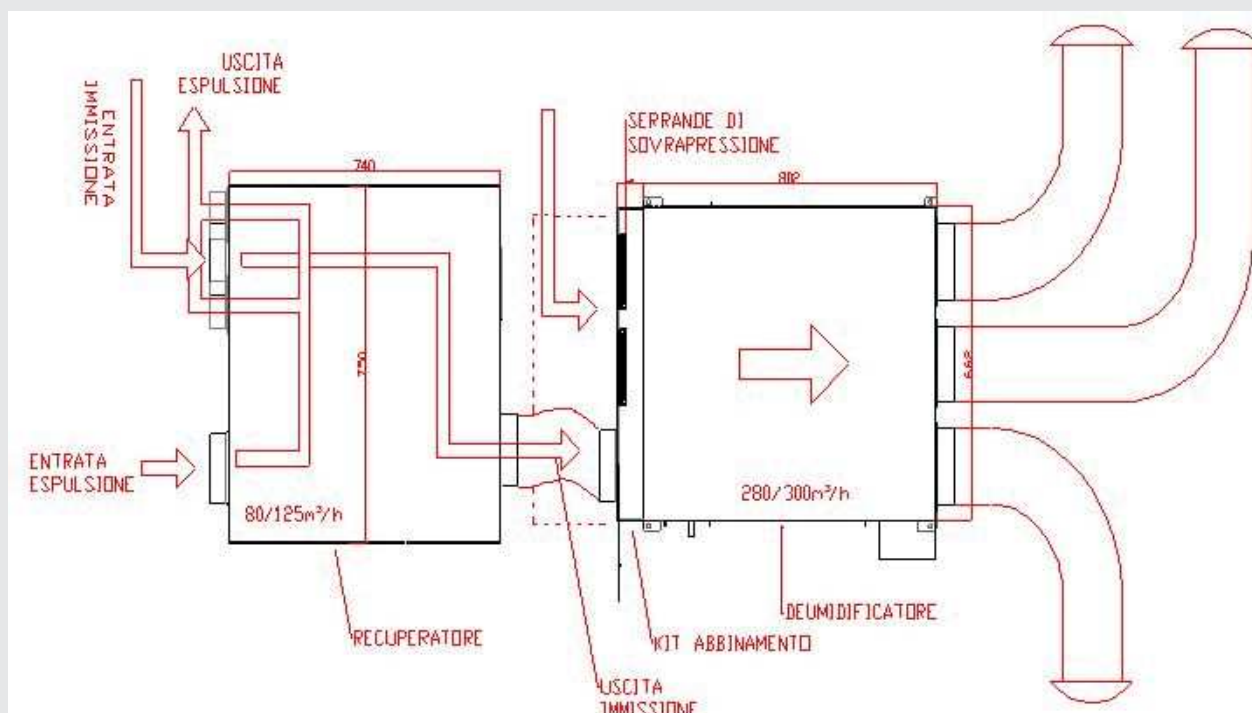 USCITA
ESPULSIONE
ENTRATA
IMMISSIONE
740
SERRANDE DI
SOVRAPRESSIONE
750
ENTRATA
ESPULSIONE
80/125m³/h
280/300m³/h
RECUPERATORE
DEUMIDIFICATORE
KIT ABBINAMENTO
USCITA
IMMISSIONE